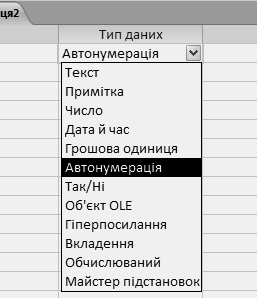 ця2
Тип даних
Автонумерація
Текст
Примітка
Число
Дата й час
Грошова одиниця
Автонумерація
Так/Ні
Об'єкт OLE
Гіперпосилання
Вкладення
Обчислюваний
Майстер підстановок